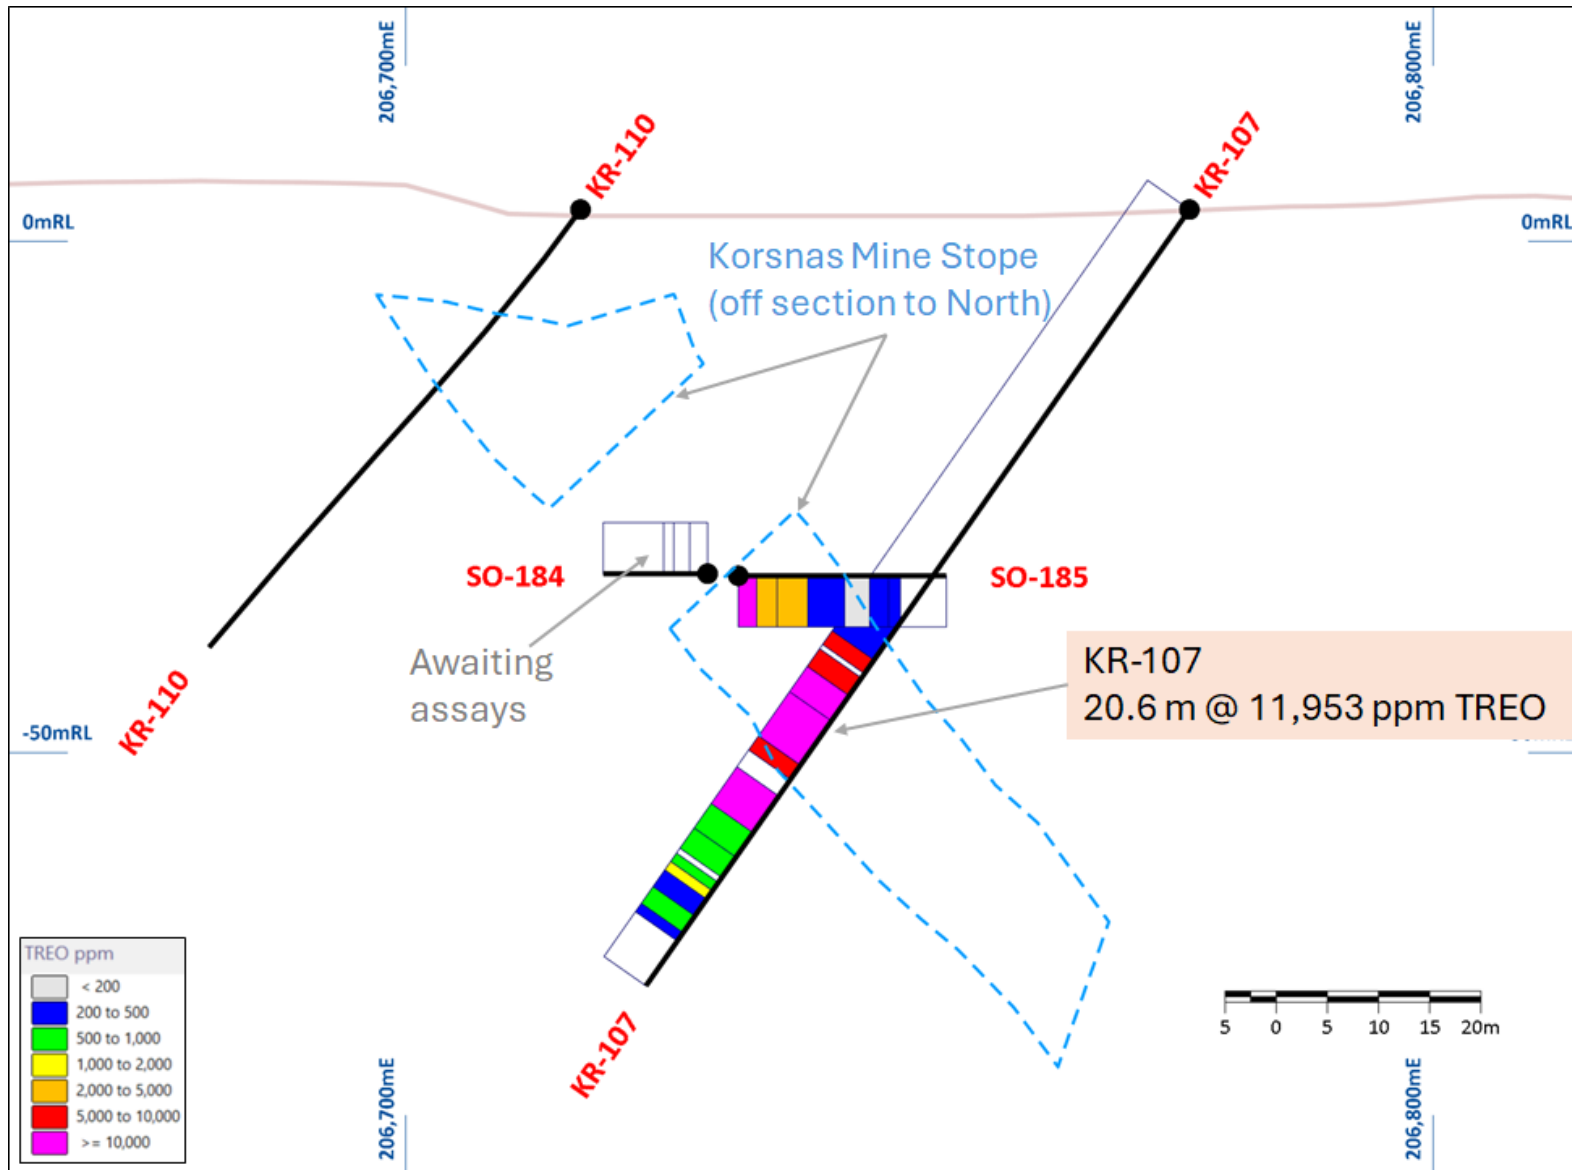 206,700mE
206,800mE
KR-110
KR-107
0mRL
0mRL
Korsnas Mine Stope
(off section to North)
SO-184
SO-185
Awaiting
assays
KR-107
20.6 m @ 11,953 ppm TREO
KR-110
-50mRL
TREO ppm
< 200
200 to 500
500 to 1,000
1,000 to 2,000
2,000 to 5,000
5,000 to 10,000
>= 10,000
KR-107
5 0 5 10 15 20m
206,700mE
206,800mE